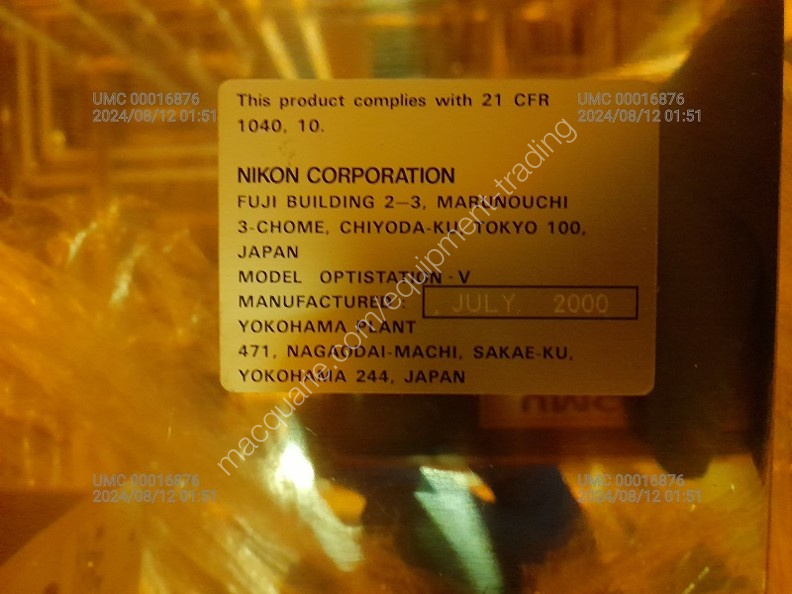 UMC 00016876
2024/08/12 01:51
UMC 00016876
2024/08/12 01:51
This product complies with 21 CFR
1040, 10.
NIKON CORPORATION
FUJI BUILDING 2–3, MARUNOUCHI
3-CHOME, CHIYODA-KU, TOKYO 100,
JAPAN
MODEL OPTISTATION - V
MANUFACTURED: JULY, 2000
YOKOHAMA PLANT
471, NAGAODAI-MACHI, SAKAE-KU,
YOKOHAMA 244, JAPAN
macquarie.com/equipment-trading
UMC 00016876
2024/08/12 01:51
UMC 00016876
2024/08/12 01:51